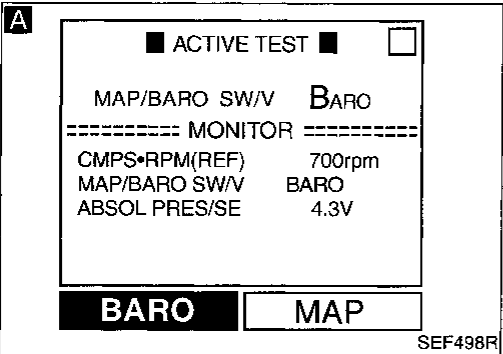 A
■ ACTIVE TEST ■
MAP/BARO SW/V BARO
========= MONITOR =========
CMPS•RPM(REF) 700rpm
MAP/BARO SW/V BARO
ABSOL PRES/SE 4.3V
BARO MAP
SEF498R